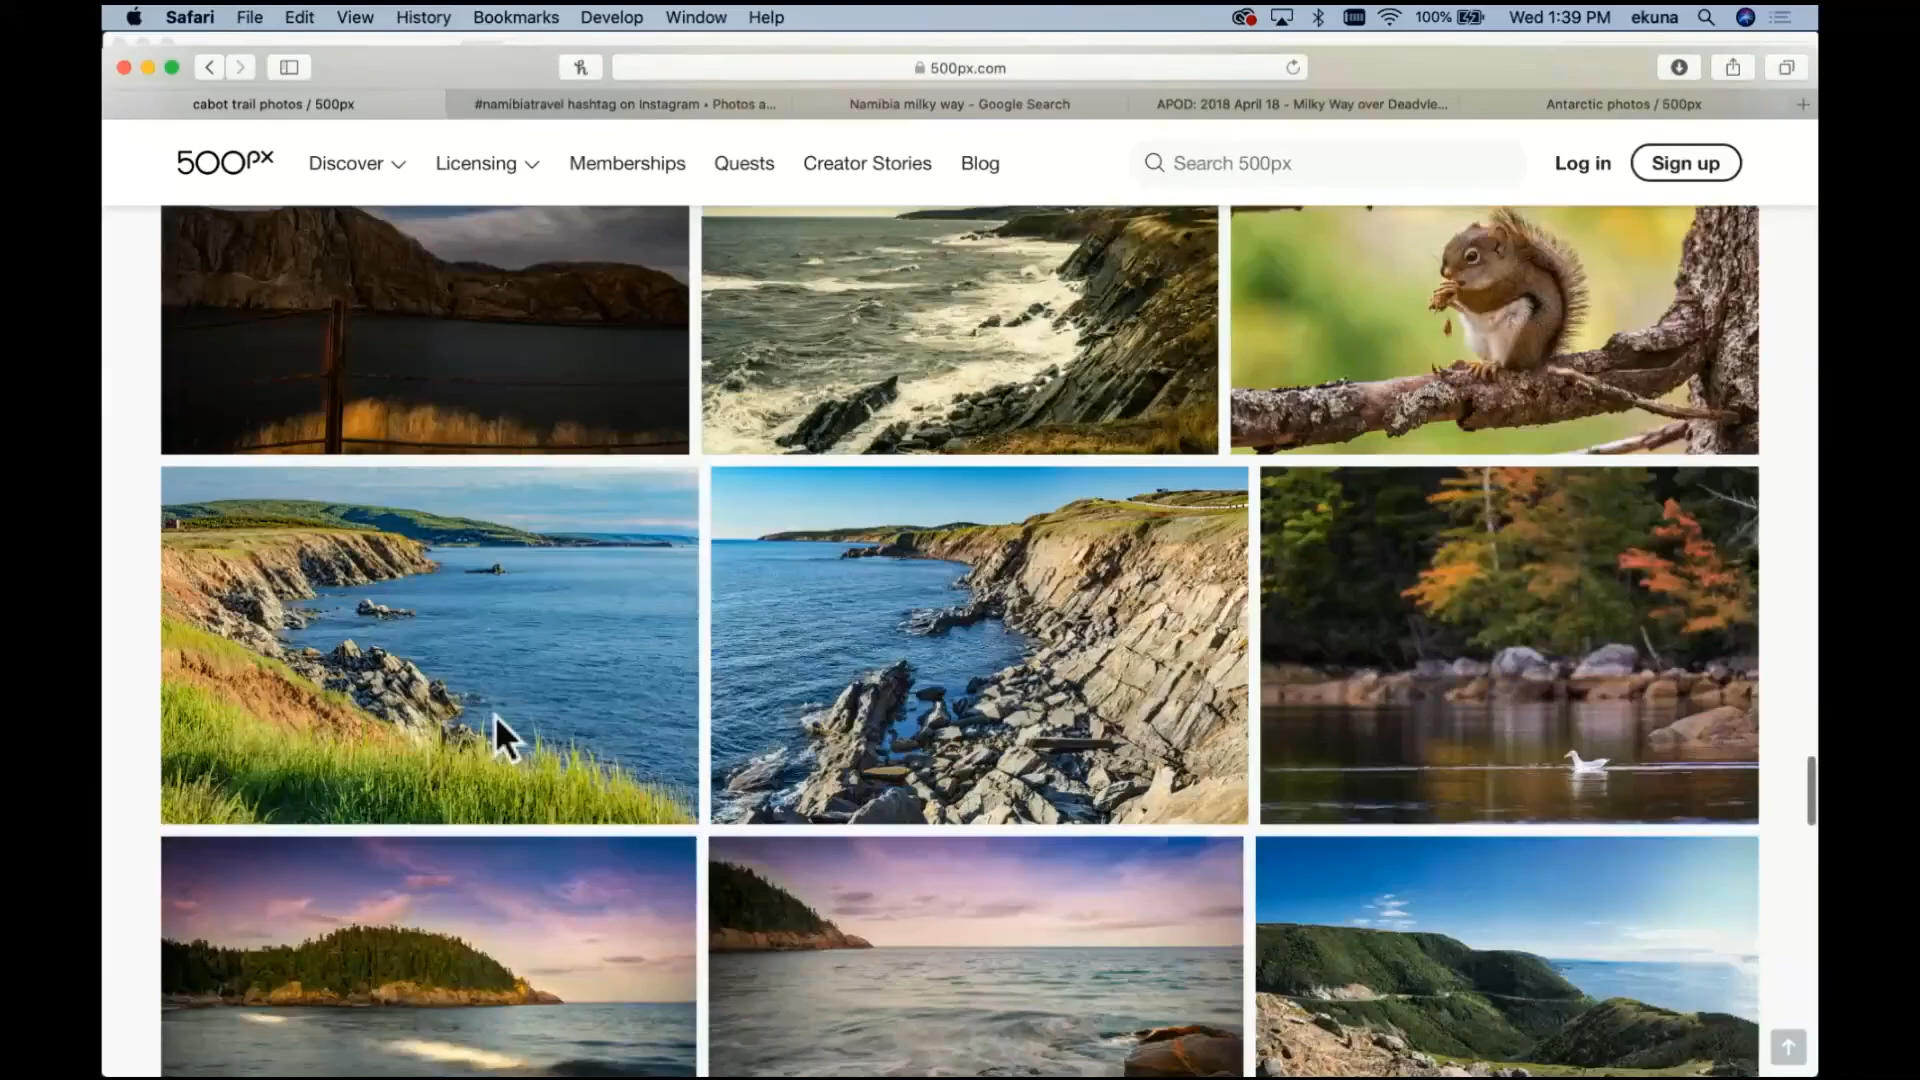 Safari File Edit View History Bookmarks Develop Window Help 100% Wed 1:39 PM ekuna
500px.com
cabot trail photos / 500px #namibiatravel hashtag on Instagram • Photos a... Namibia milky way - Google Search APOD: 2018 April 18 - Milky Way over Deadvle... Antarctic photos / 500px
500px Discover Licensing Memberships Quests Creator Stories Blog Search 500px Log in Sign up